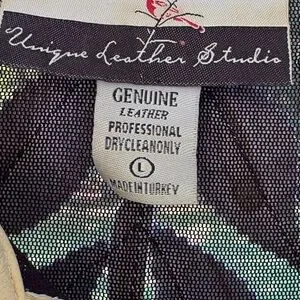 Unique Leather Studio
GENUINE
LEATHER
PROFESSIONAL
DRYCLEANONLY
L
MADEINTURKEY